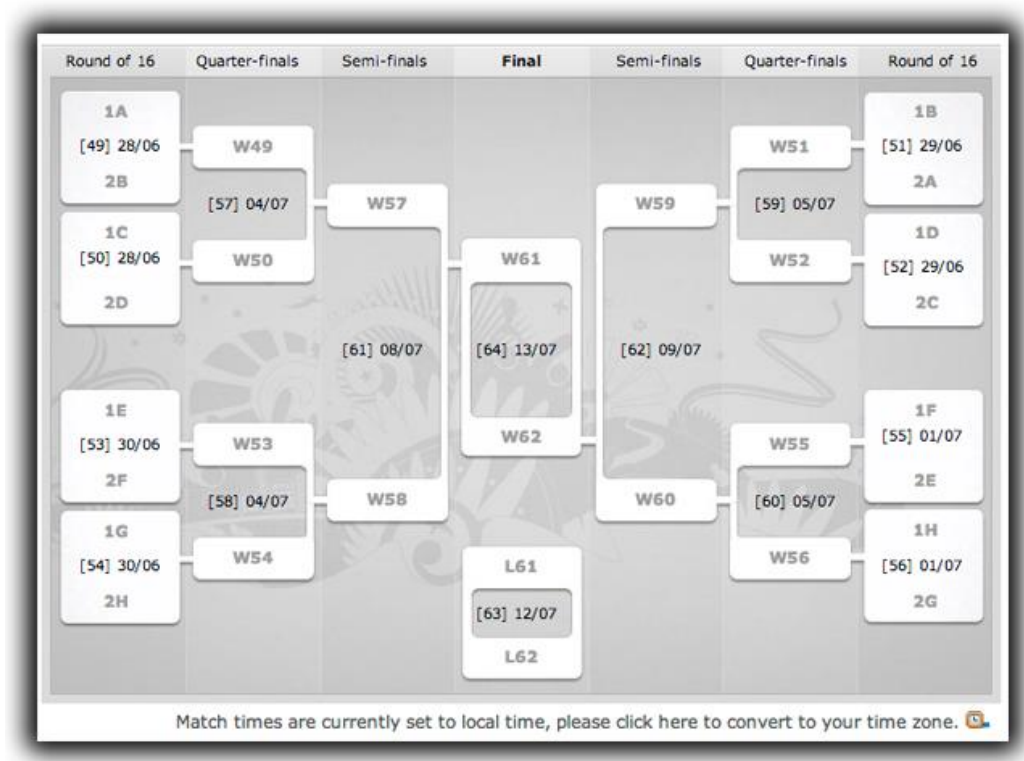 Round of 16 Quarter-finals Semi-finals Final Semi-finals Quarter-finals Round of 16
1A
[49] 28/06
2B
1C
[50] 28/06
2D
1E
[53] 30/06
2F
1G
[54] 30/06
2H
W49
[57] 04/07
W50
W53
[58] 04/07
W54
W57
[61] 08/07
W58
W61
[64] 13/07
W62
L61
[63] 12/07
L62
W59
[62] 09/07
W60
W51
[59] 05/07
W52
W55
[60] 05/07
W56
1B
[51] 29/06
2A
1D
[52] 29/06
2C
1F
[55] 01/07
2E
1H
[56] 01/07
2G
Match times are currently set to local time, please click here to convert to your time zone.